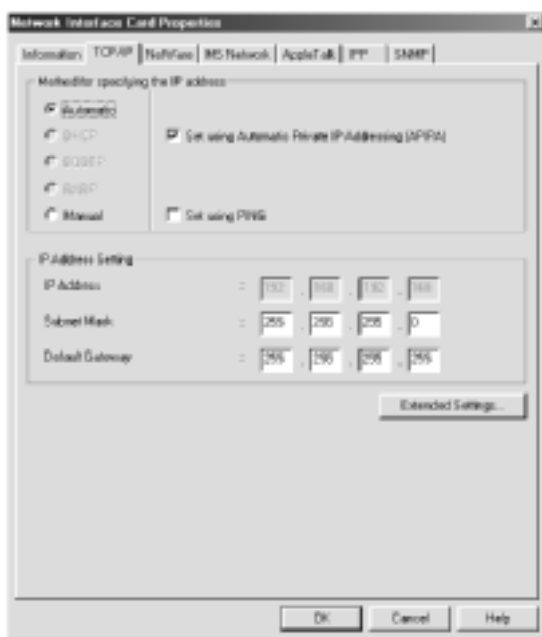 Network Interface Card Properties
Information TCP/IP NetWare MS Network AppleTalk IPP SNMP
Method for specifying the IP address
Automatic
DHCP
Set using Automatic Private IP Addressing (APIPA)
BOOTP
RARP
Manual
Set using PING
IP Address Setting
IP Address : 192 . 168 . 192 . 168
Subnet Mask : 255 . 255 . 255 . 0
Default Gateway : 255 . 255 . 255 . 255
Extended Settings...
OK Cancel Help